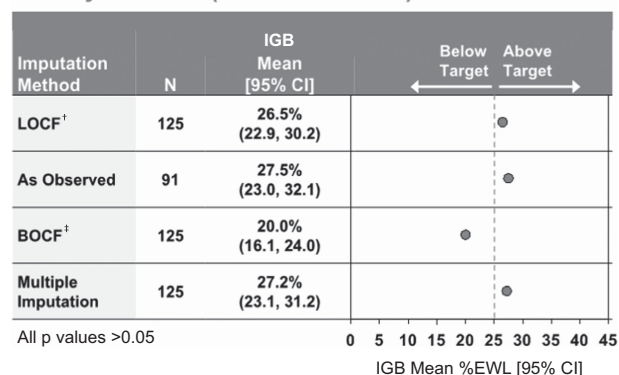 Imputation Method
N
IGB Mean [95% CI]
Below Target
Above Target
LOCF†
125
26.5%
(22.9, 30.2)
As Observed
91
27.5%
(23.0, 32.1)
BOCF‡
125
20.0%
(16.1, 24.0)
Multiple
Imputation
125
27.2%
(23.1, 31.2)
All p values >0.05
0 5 10 15 20 25 30 35 40 45
IGB Mean %EWL [95% CI]